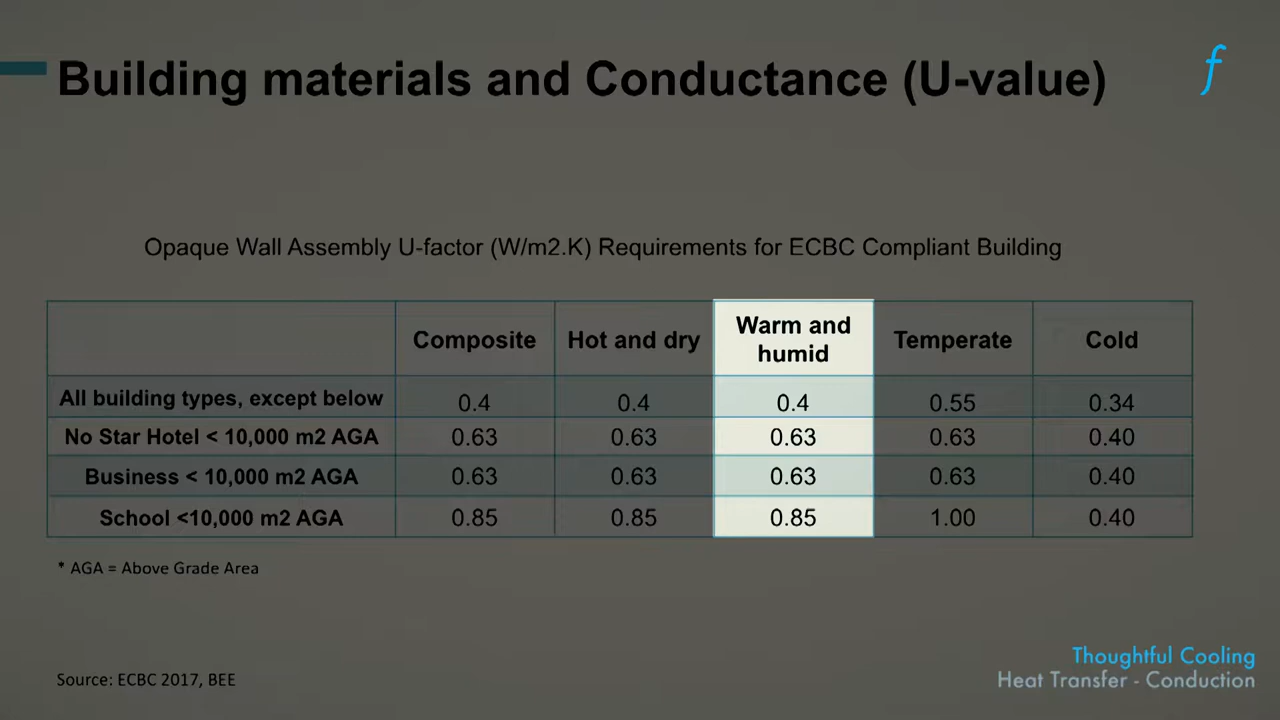 Building materials and Conductance (U-value)
f
Opaque Wall Assembly U-factor (W/m2.K) Requirements for ECBC Compliant Building
Composite Hot and dry Warm and humid Temperate Cold
All building types, except below 0.4 0.4 0.4 0.55 0.34
No Star Hotel < 10,000 m2 AGA 0.63 0.63 0.63 0.63 0.40
Business < 10,000 m2 AGA 0.63 0.63 0.63 0.63 0.40
School <10,000 m2 AGA 0.85 0.85 0.85 1.00 0.40
* AGA = Above Grade Area
Source: ECBC 2017, BEE
Thoughtful Cooling
Heat Transfer - Conduction